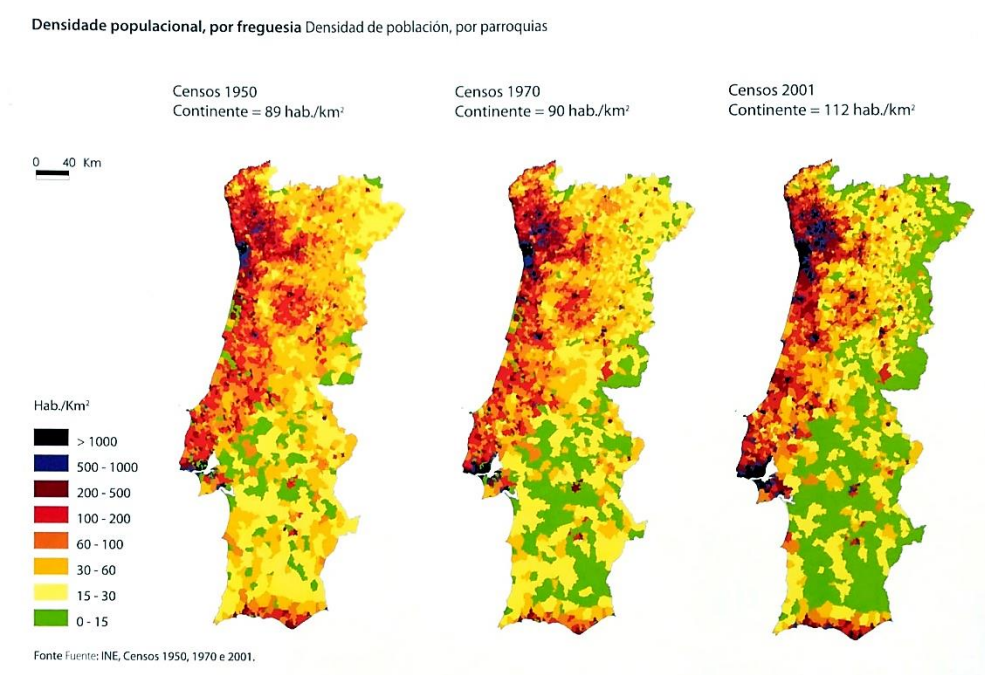 Densidade populacional, por freguesia Densidad de población, por parroquias
Censos 1950
Continente = 89 hab./km²
Censos 1970
Continente = 90 hab./km²
Censos 2001
Continente = 112 hab./km²
0 40 Km
Hab./Km²
> 1000
500 - 1000
200 - 500
100 - 200
60 - 100
30 - 60
15 - 30
0 - 15
Fonte Fuente: INE, Censos 1950, 1970 e 2001.